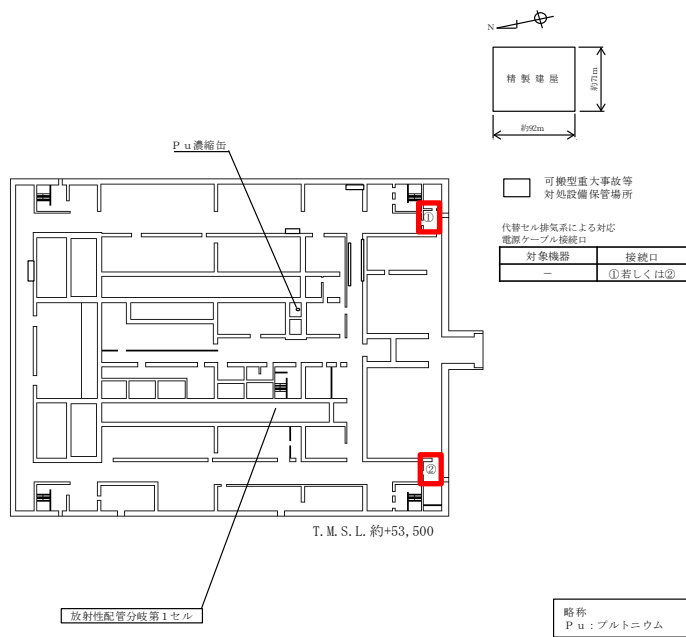 N
精製建屋
約71m
約92m
Pu濃縮缶
可搬型重大事故等
対処設備保管場所
①
代替セル排気系による対応
電源ケーブル接続口
対象機器 接続口
－ ①若しくは②
②
T.M.S.L.約+53,500
放射性配管分岐第1セル
略称
Pu:プルトニウム